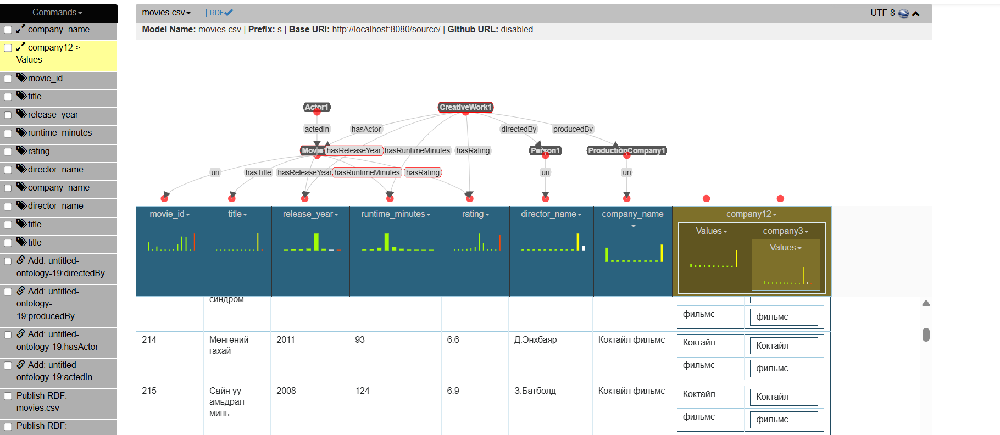 Commands
company_name
company12 >
Values
movie_id
title
release_year
runtime_minutes
rating
director_name
company_name
director_name
title
title
Add: untitled-
ontology-19:directedBy
Add: untitled-
ontology-
19:producedBy
Add: untitled-
ontology-19:hasActor
Add: untitled-
ontology-19:actedIn
Publish RDF:
movies.csv
Publish RDF:
movies.csv | RDF UTF-8
Model Name: movies.csv | Prefix: s | Base URI: http://localhost:8080/source/ | Github URL: disabled
Actor1 CreativeWork1
actedIn hasActor directedBy producedBy
hasReleaseYear hasRuntimeMinutes hasRating Person1 ProductionCompany1
uri hasTitle hasReleaseYear hasRuntimeMinutes hasRating uri uri
movie_id title release_year runtime_minutes rating director_name company_name company12
Values company3
Values
синдром
фильмс фильмс
214 Мөнгөний 2011 93 6.6 Д.Энхбаяр Коктайл фильмс Коктайл Коктайл
гахай
фильмс фильмс
215 Сайн уу 2008 124 6.9 З.Батболд Коктайл фильмс Коктайл Коктайл
амьдрал
минь
фильмс фильмс